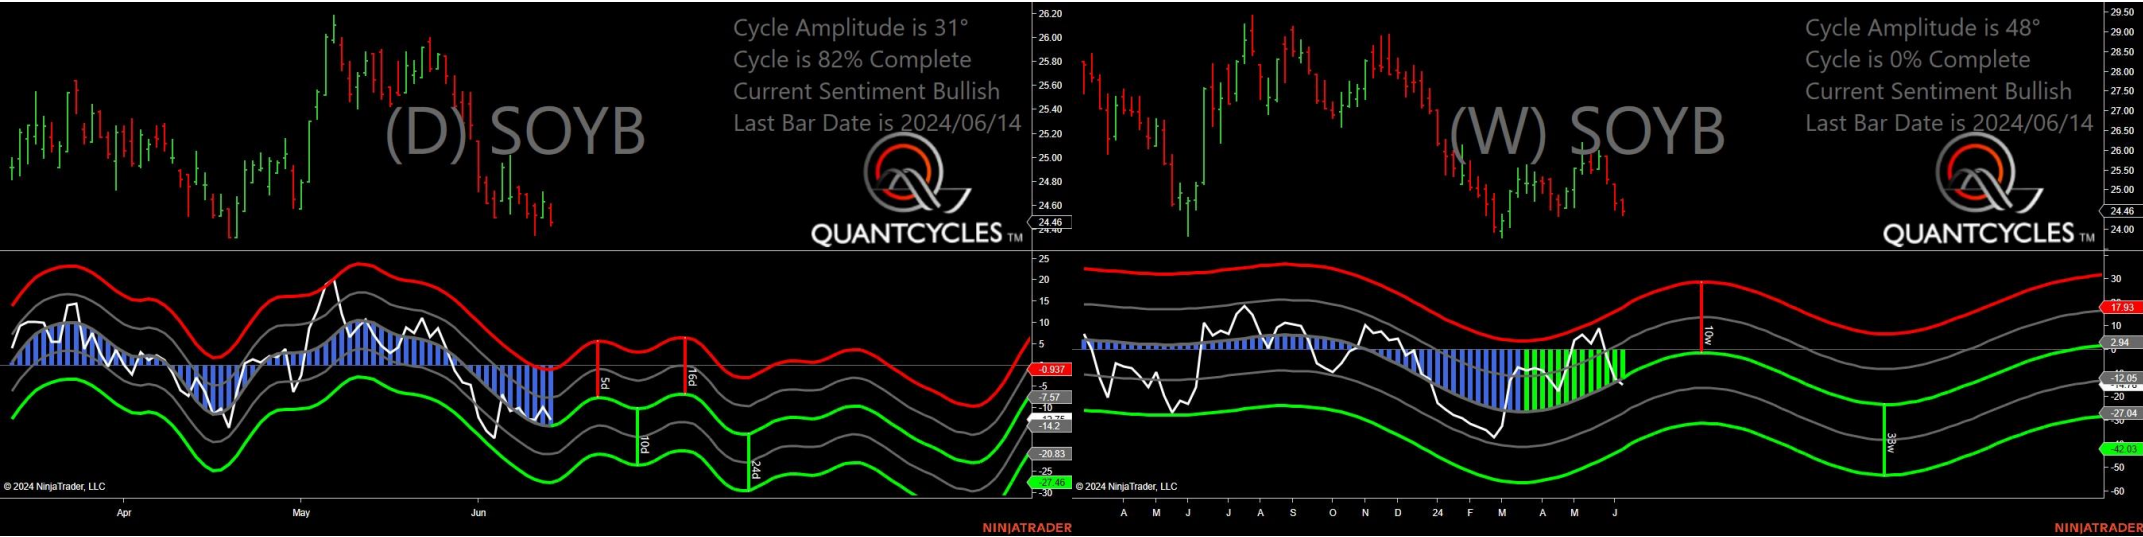 Cycle Amplitude is 31°
Cycle is 82% Complete
Current Sentiment Bullish
Last Bar Date is 2024/06/14
(D) SOYB
QUANTCYCLES TM
26.20
26.00
25.80
25.60
25.40
25.20
25.00
24.80
24.60
24.46
24.40
25
20
15
10
5
-0.937
-5
-7.57
-10
-14.2
-20.83
-25
-27.46
-30
5d
16d
10d
24d
© 2024 NinjaTrader, LLC
Apr
May
Jun
NINJATRADER
Cycle Amplitude is 48°
Cycle is 0% Complete
Current Sentiment Bullish
Last Bar Date is 2024/06/14
(W) SOYB
QUANTCYCLES TM
29.50
29.00
28.50
28.00
27.50
27.00
26.50
26.00
25.50
25.00
24.46
24.00
30
17.93
10
2.94
0
-12.05
-20
-27.04
-30
-42.03
-50
-60
10w
38w
© 2024 NinjaTrader, LLC
A M J J A S O N D 24 F M A M J
NINJATRADER